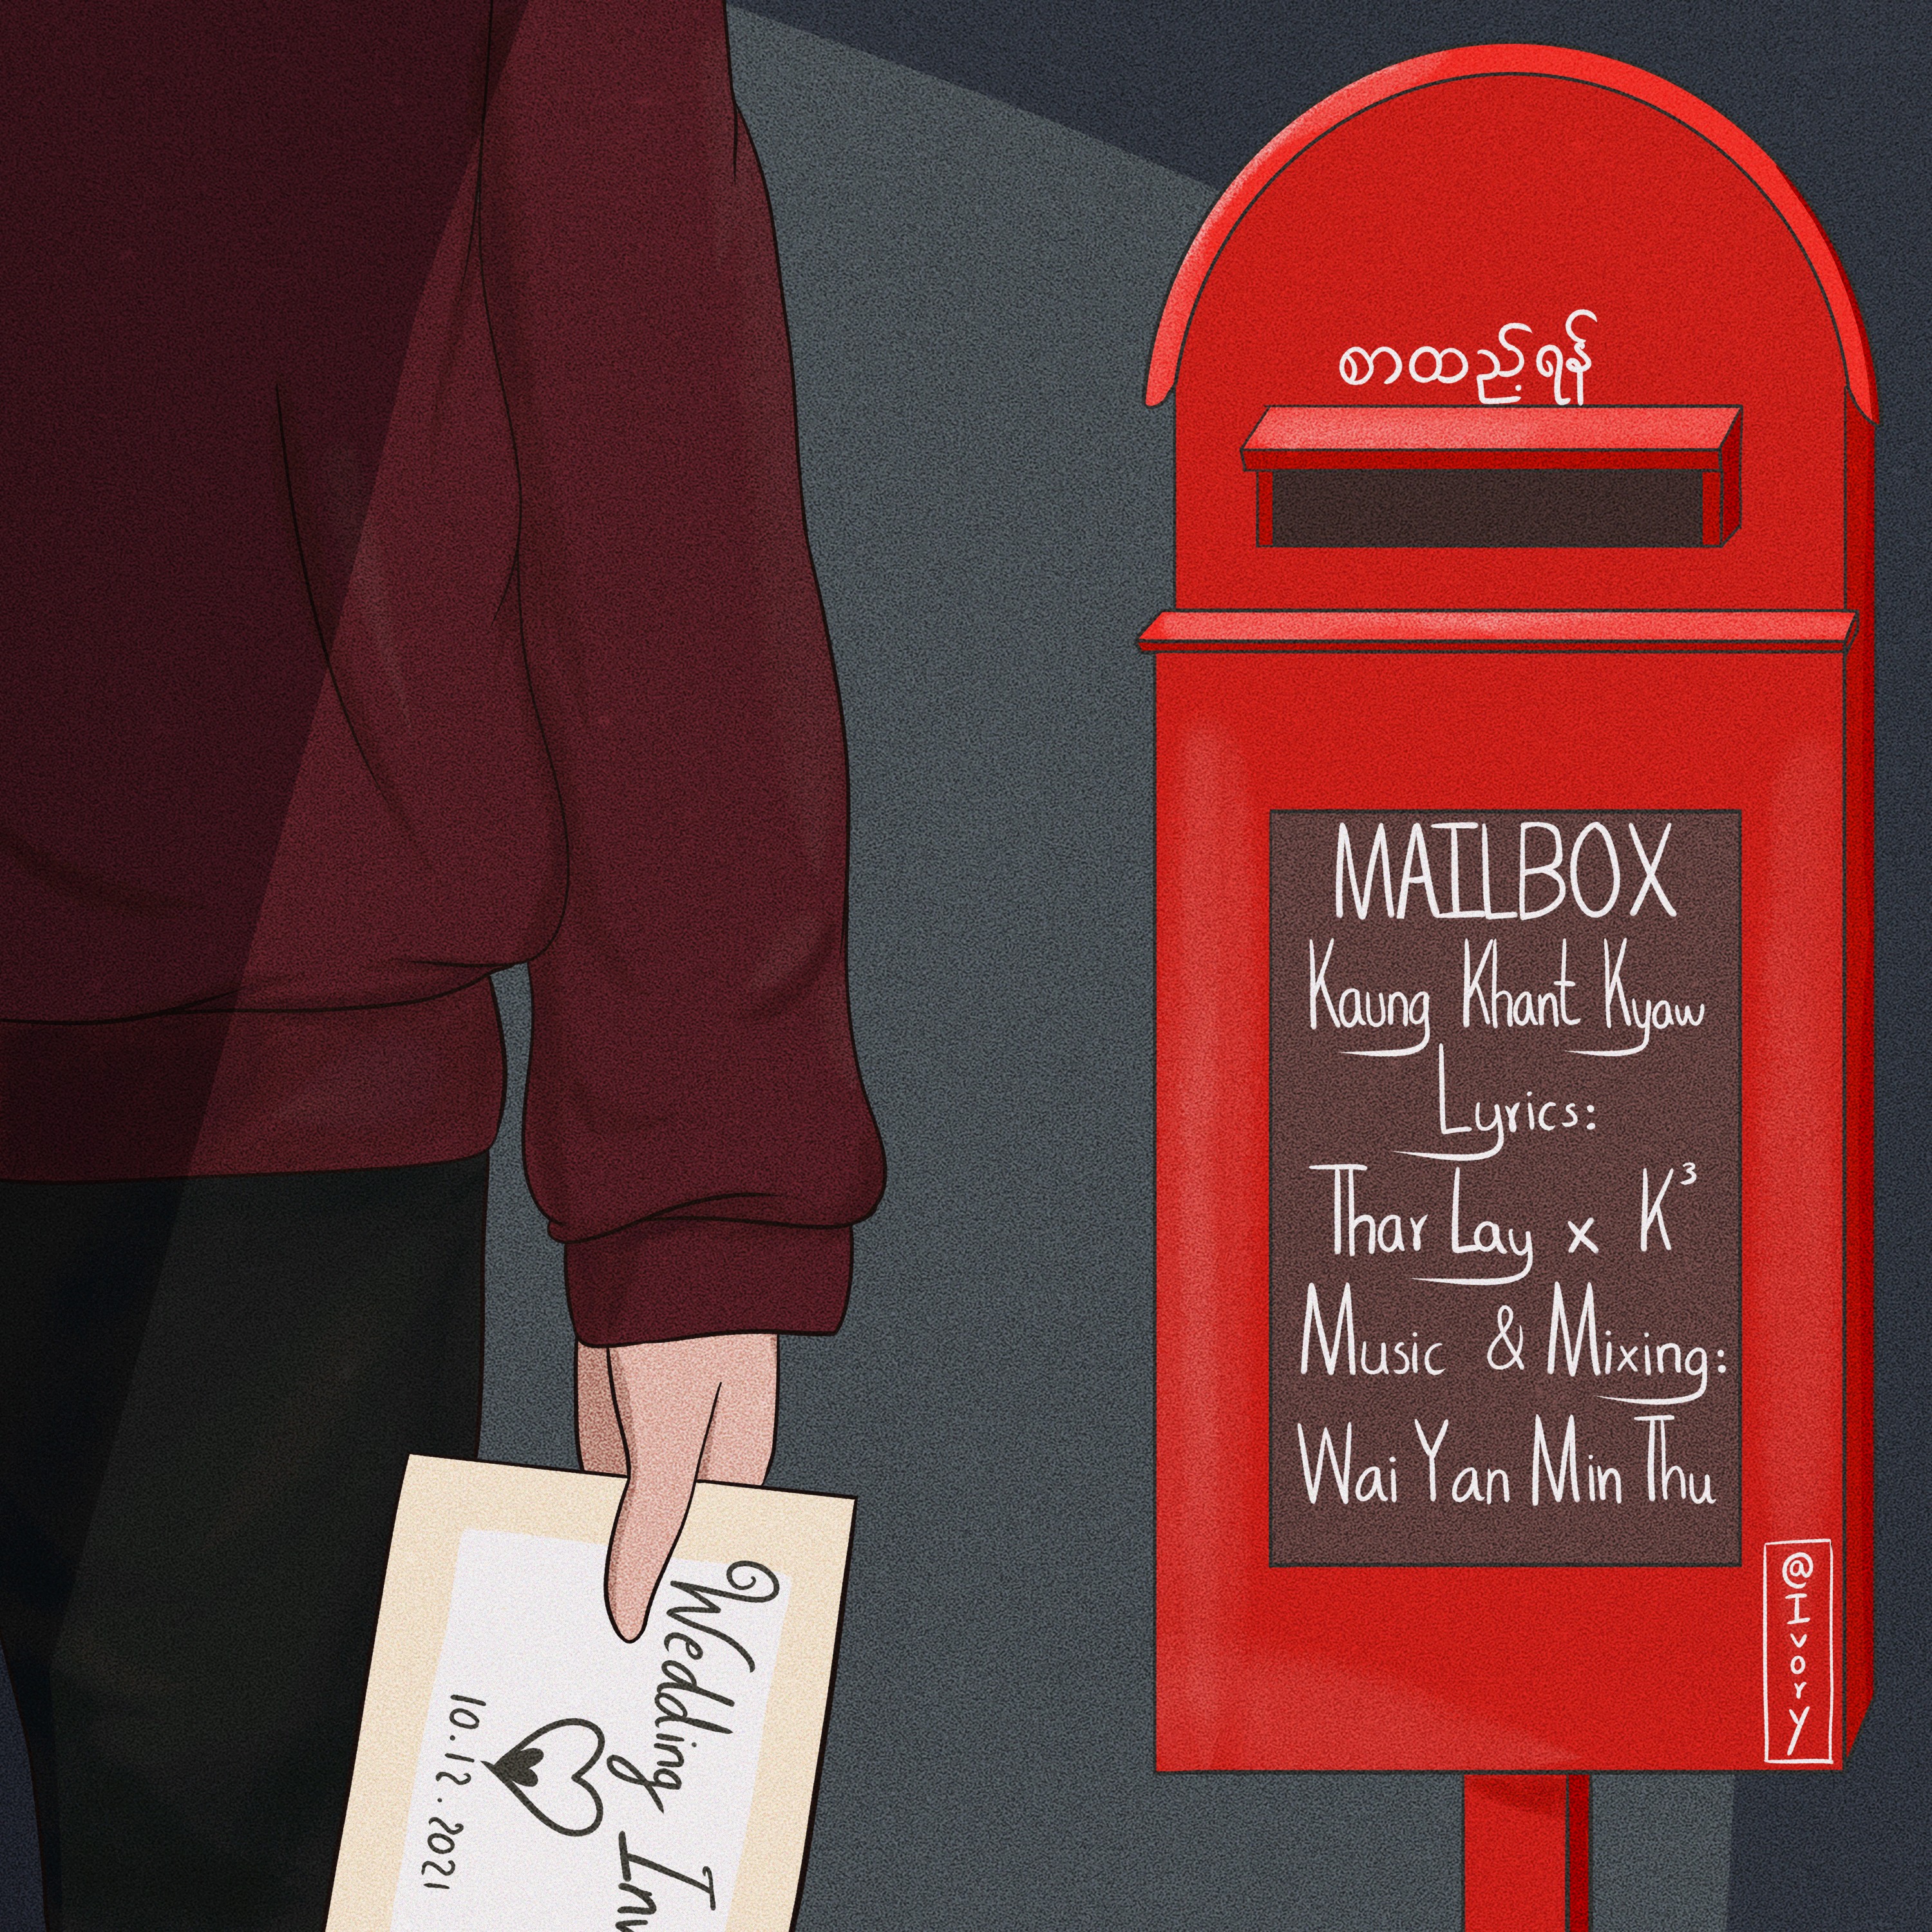 စာထည့်ရန်
MAILBOX
Kaung Khant Kyaw
Lyrics:
Thar Lay x K³
Music & Mixing:
Wai Yan Min Thu
@Ivory
Wedding Inv
10.12.2021